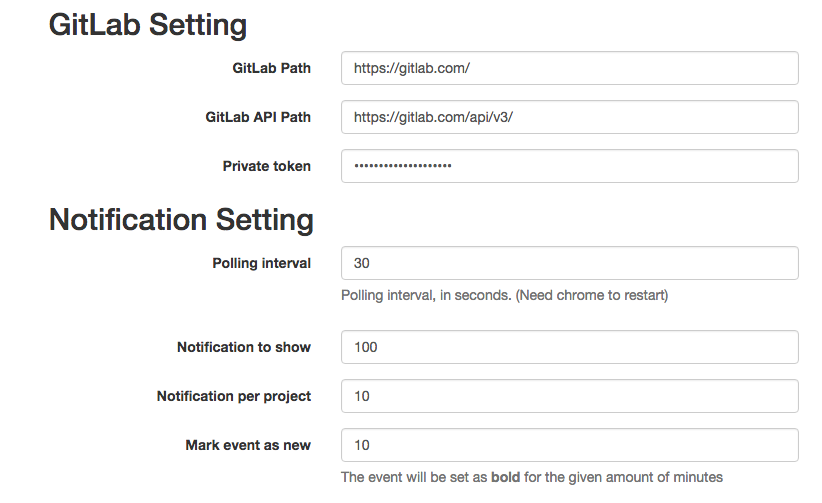 GitLab Setting
GitLab Path https://gitlab.com/
GitLab API Path https://gitlab.com/api/v3/
Private token ••••••••••••••••••••
Notification Setting
Polling interval 30
Polling interval, in seconds. (Need chrome to restart)
Notification to show 100
Notification per project 10
Mark event as new 10
The event will be set as bold for the given amount of minutes